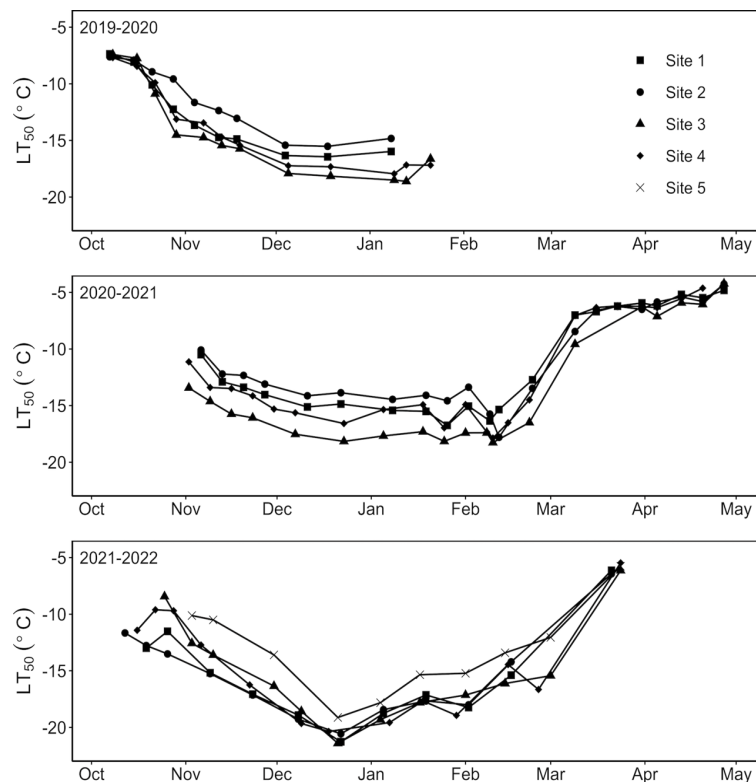 2019-2020
-5
-10
-15
-20
LT50 (°C)
Site 1
Site 2
Site 3
Site 4
Site 5
Oct Nov Dec Jan Feb Mar Apr May
2020-2021
-5
-10
-15
-20
LT50 (°C)
Oct Nov Dec Jan Feb Mar Apr May
2021-2022
-5
-10
-15
-20
LT50 (°C)
Oct Nov Dec Jan Feb Mar Apr May